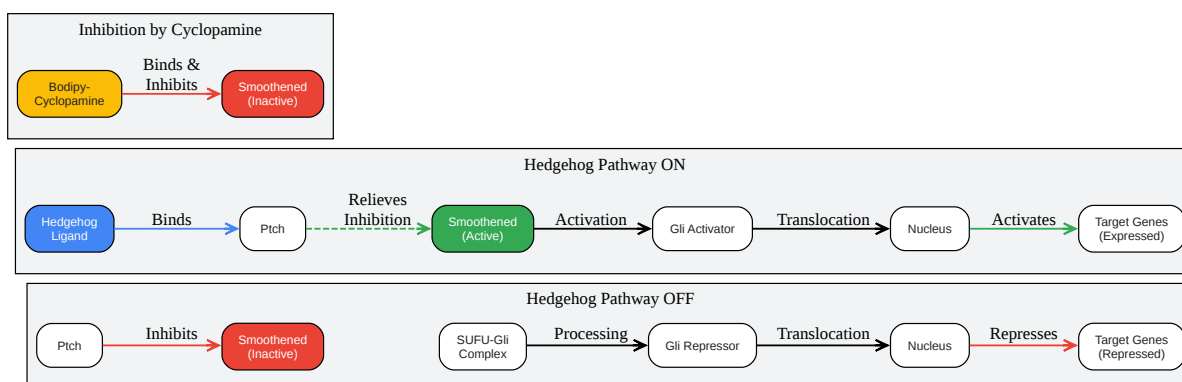 Inhibition by Cyclopamine
Bodipy-
Cyclopamine
Binds &
Inhibits
Smoothened
(Inactive)
Hedgehog Pathway ON
Hedgehog
Ligand
Binds
Ptch
Relieves
Inhibition
Smoothened
(Active)
Activation
Gli Activator
Translocation
Nucleus
Activates
Target Genes
(Expressed)
Hedgehog Pathway OFF
Ptch
Inhibits
Smoothened
(Inactive)
SUFU-Gli
Complex
Processing
Gli Repressor
Translocation
Nucleus
Represses
Target Genes
(Repressed)